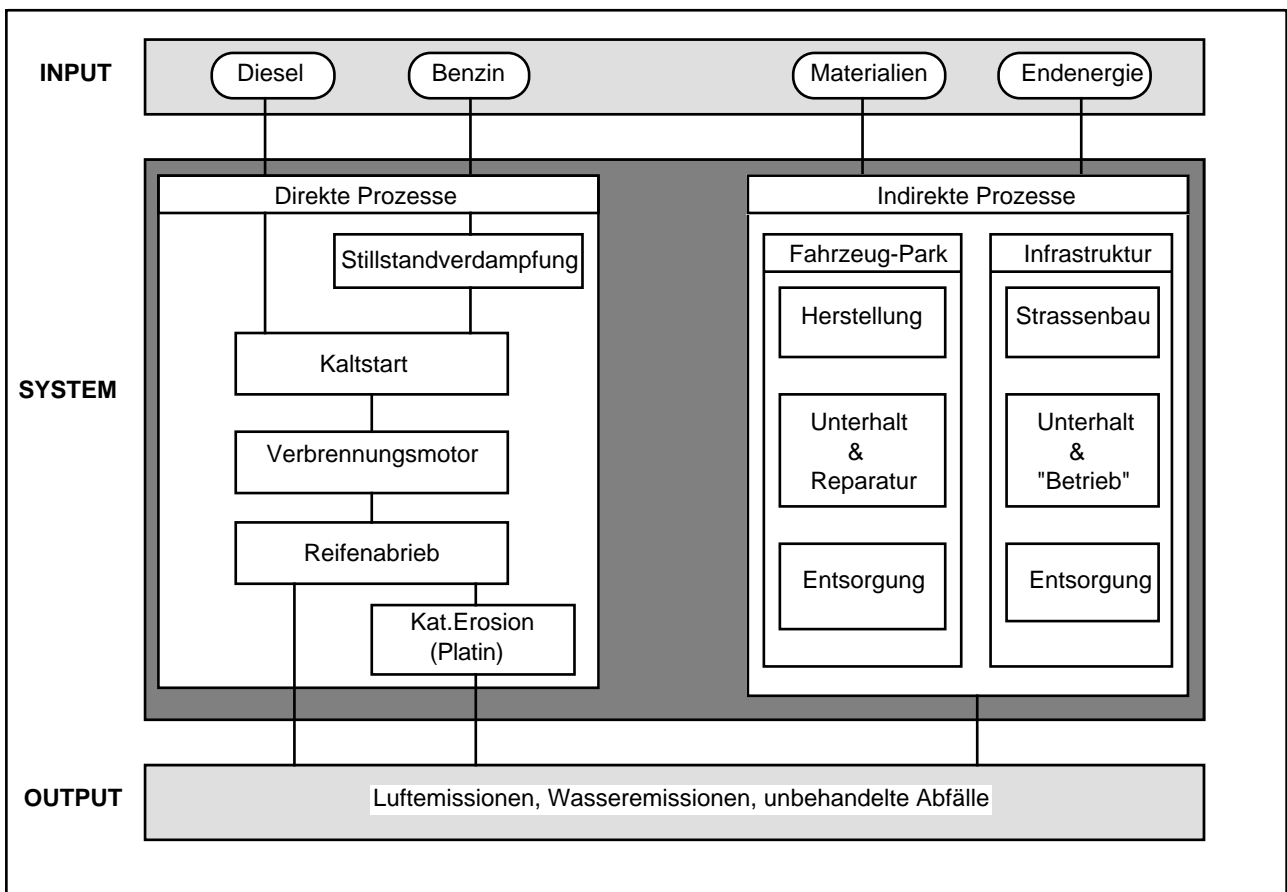 INPUT
Diesel
Benzin
Materialien
Endenergie
SYSTEM
Direkte Prozesse
Stillstandverdampfung
Kaltstart
Verbrennungsmotor
Reifenabrieb
Kat.Erosion
(Platin)
Indirekte Prozesse
Fahrzeug-Park
Herstellung
Unterhalt
&
Reparatur
Entsorgung
Infrastruktur
Strassenbau
Unterhalt
&
"Betrieb"
Entsorgung
OUTPUT
Luftemissionen, Wasseremissionen, unbehandelte Abfälle